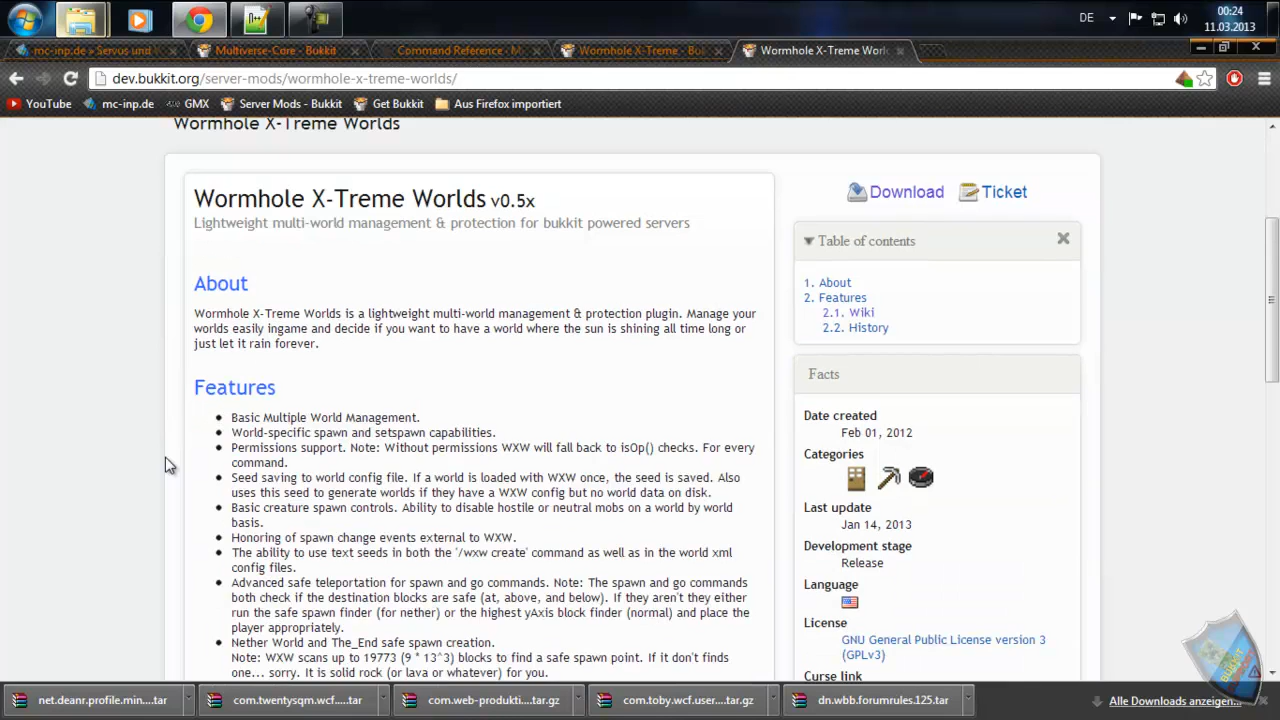 DE
00:24
11.03.2013
mc-inp.de » Servus und W
Multiverse-Core - Bukkit
Command Reference - M
Wormhole X-Treme - Buk
Wormhole X-Treme Worl
dev.bukkit.org/server-mods/wormhole-x-treme-worlds/
YouTube
mc-inp.de
GMX
Server Mods - Bukkit
Get Bukkit
Aus Firefox importiert
Wormhole X-Treme Worlds
Wormhole X-Treme Worlds v0.5x
Lightweight multi-world management & protection for bukkit powered servers
About
Wormhole X-Treme Worlds is a lightweight multi-world management & protection plugin. Manage your
worlds easily ingame and decide if you want to have a world where the sun is shining all time long or
just let it rain forever.
Features
Basic Multiple World Management.
World-specific spawn and setspawn capabilities.
Permissions support. Note: Without permissions WXW will fall back to isOp() checks. For every
command.
Seed saving to world config file. If a world is loaded with WXW once, the seed is saved. Also
uses this seed to generate worlds if they have a WXW config but no world data on disk.
Basic creature spawn controls. Ability to disable hostile or neutral mobs on a world by world
basis.
Honoring of spawn change events external to WXW.
The ability to use text seeds in both the '/wxw create' command as well as in the world xml
config files.
Advanced safe teleportation for spawn and go commands. Note: The spawn and go commands
both check if the destination blocks are safe (at, above, and below). If they aren't they either
run the safe spawn finder (for nether) or the highest yAxis block finder (normal) and place the
player appropriately.
Nether World and The_End safe spawn creation.
Note: WXW scans up to 19773 (9 * 13^3) blocks to find a safe spawn point. If it don't finds
one... sorry. It is solid rock (or lava or whatever) for you.
Download
Ticket
Table of contents
1. About
2. Features
2.1. Wiki
2.2. History
Facts
Date created
Feb 01, 2012
Categories
Last update
Jan 14, 2013
Development stage
Release
Language
License
GNU General Public License version 3
(GPLv3)
Curse link
net.deanr.profile.min....tar
com.twentysqm.wcf....tar
com.web-produkti....tar.gz
com.toby.wcf.user....tar.gz
dn.wbb.forumrules.125.tar
Alle Downloads anzeigen...